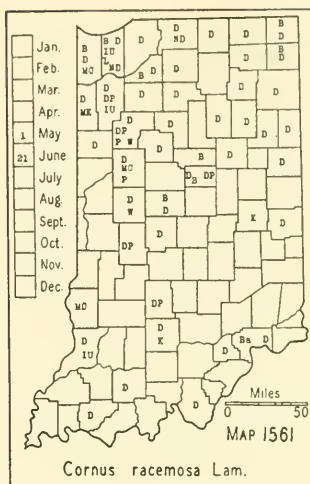 Jan.
Feb.
Mar.
Apr.
1 May
21 June
July
Aug.
Sept.
Oct.
Nov.
Dec.
B D MC
B D IU L ND
D
D ND
D
B D
D
B D
D MK
D DP IU
B D
D
D
D
D
D
D
D
DP W P
D
D
D
D MC P
B
D
D B DP
D W
B D
K
D
DP
D
MC
DP
D IU
D K
D
Ba
D
D
D
D
D
D
Miles
0 50
MAP 1561
Cornus racemosa Lam.